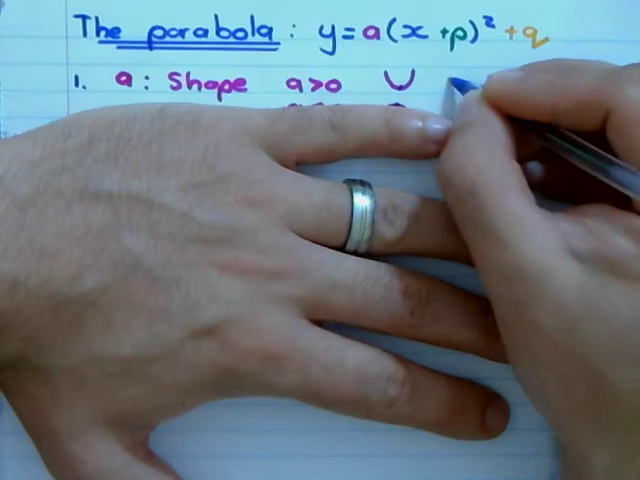 The parabola : y=a(x+p)²+q
1. a : Shape a>0